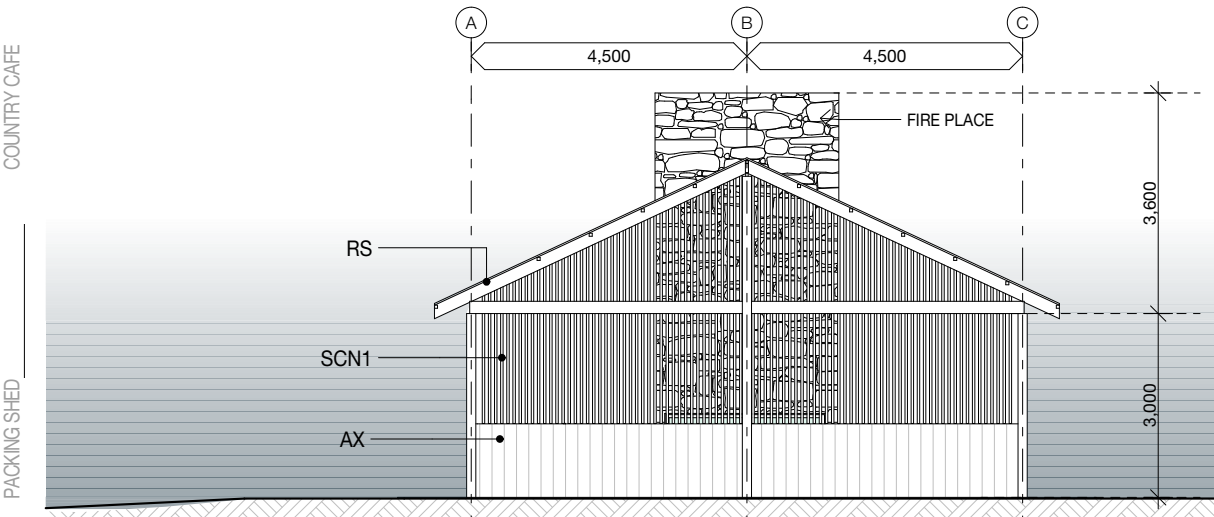 A
B
C
4,500
4,500
COUNTRY CAFE
FIRE PLACE
3,600
RS
SCN1
3,000
AX
PACKING SHED